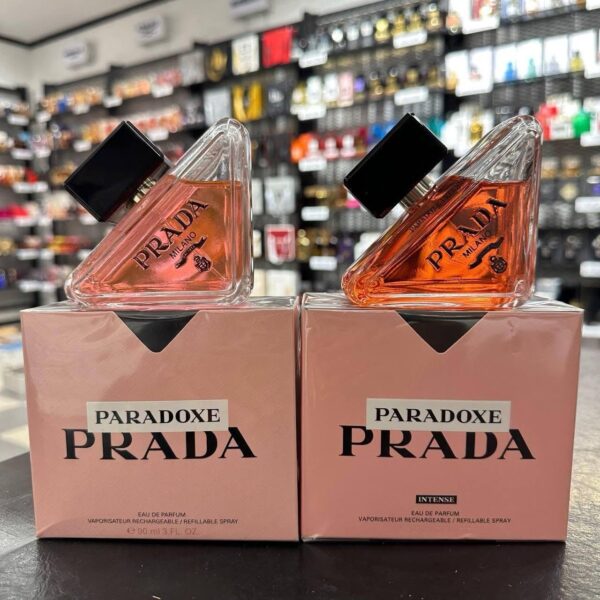 PRADA
MILANO
PRADA
MILANO
PARADOXE
PRADA
EAU DE PARFUM
VAPORISATEUR RECHARGEABLE / REFILLABLE SPRAY
℮ 90 ml 3 FL. OZ.
PARADOXE
PRADA
INTENSE
EAU DE PARFUM
VAPORISATEUR RECHARGEABLE / REFILLABLE SPRAY